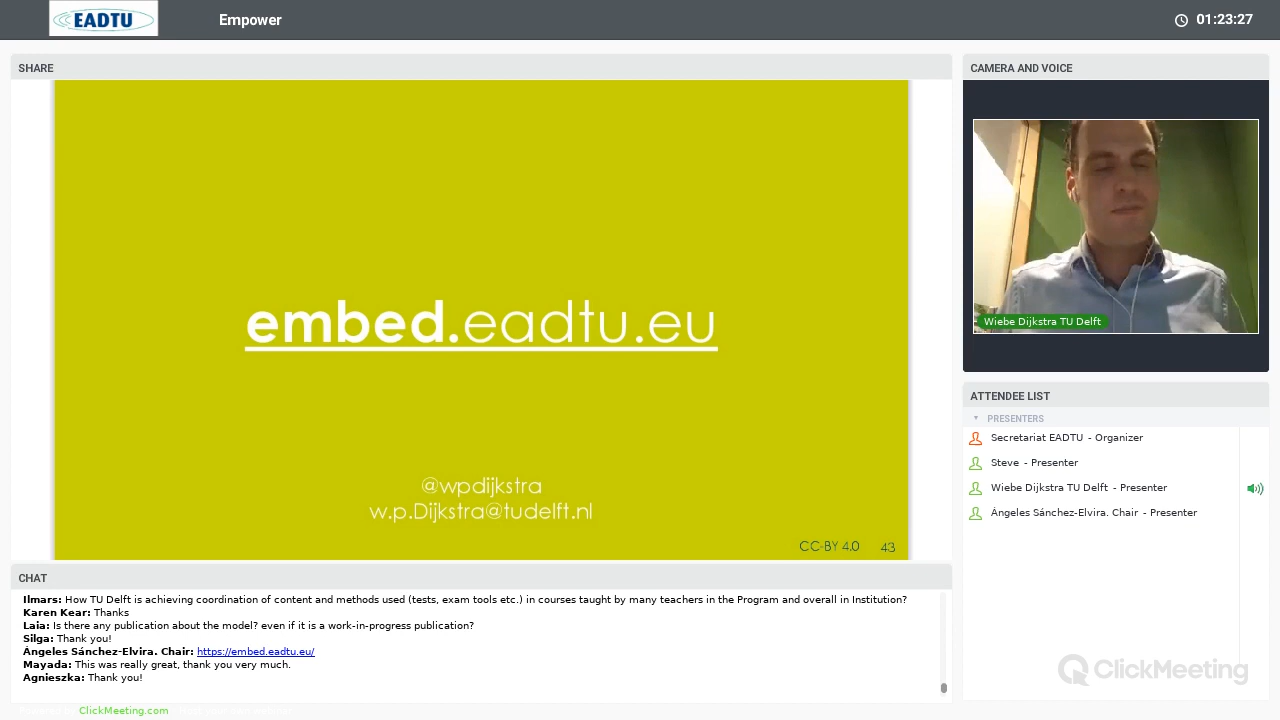 EADTU
Empower
01:23:27
SHARE
embed.eadtu.eu
@wpdijkstra
w.p.Dijkstra@tudelft.nl
CC-BY 4.0 43
CHAT
Ilmars: How TU Delft is achieving coordination of content and methods used (tests, exam tools etc.) in courses taught by many teachers in the Program and overall in Institution?
Karen Kear: Thanks
Laia: Is there any publication about the model? even if it is a work-in-progress publication?
Silga: Thank you!
Ángeles Sánchez-Elvira. Chair: https://embed.eadtu.eu/
Mayada: This was really great, thank you very much.
Agnieszka: Thank you!
ClickMeeting.com
CAMERA AND VOICE
Wiebe Dijkstra TU Delft
ATTENDEE LIST
PRESENTERS
Secretariat EADTU - Organizer
Steve - Presenter
Wiebe Dijkstra TU Delft - Presenter
Ángeles Sánchez-Elvira. Chair - Presenter
ClickMeeting